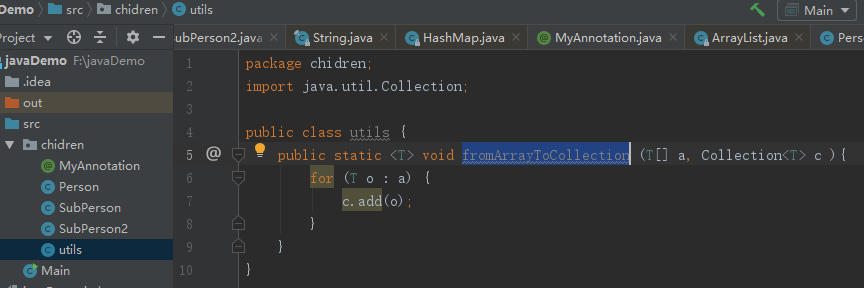 Demo src chidren utils
Main
Project
SubPerson2.java String.java HashMap.java MyAnnotation.java ArrayList.java Pers
javaDemo F:\javaDemo
.idea
out
src
chidren
MyAnnotation
Person
SubPerson
SubPerson2
utils
Main
1 package chidren;
2 import java.util.Collection;
3
4 public class utils {
5 @ public static <T> void fromArrayToCollection (T[] a, Collection<T> c ){
6 for (T o : a) {
7 c.add(o);
8 }
9 }
10 }